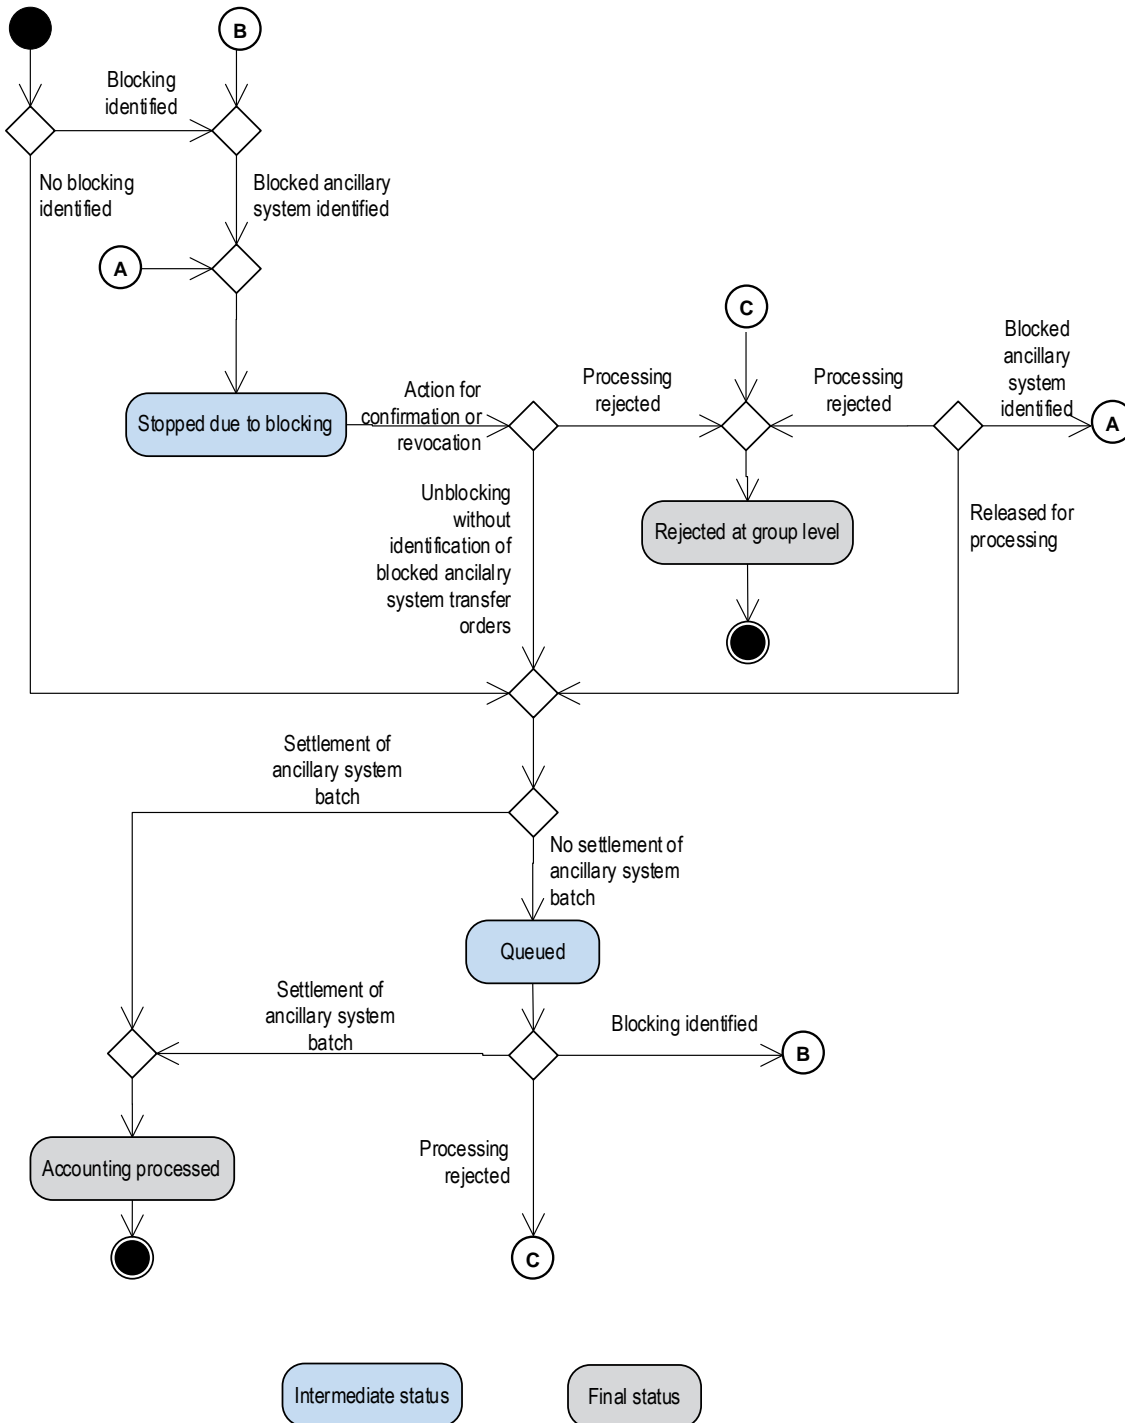 B
Blocking
identified
No blocking
identified
Blocked ancillary
system identified
A
C
Blocked
ancillary
system
identified
Action for
confirmation or
revocation
Processing
rejected
Processing
rejected
Stopped due to blocking
A
Unblocking
without
identification of
blocked ancilalry
system transfer
orders
Rejected at group level
Released for
processing
Settlement of
ancillary system
batch
No settlement of
ancillary system
batch
Queued
Settlement of
ancillary system
batch
Blocking identified
B
Processing
rejected
Accounting processed
C
Intermediate status
Final status